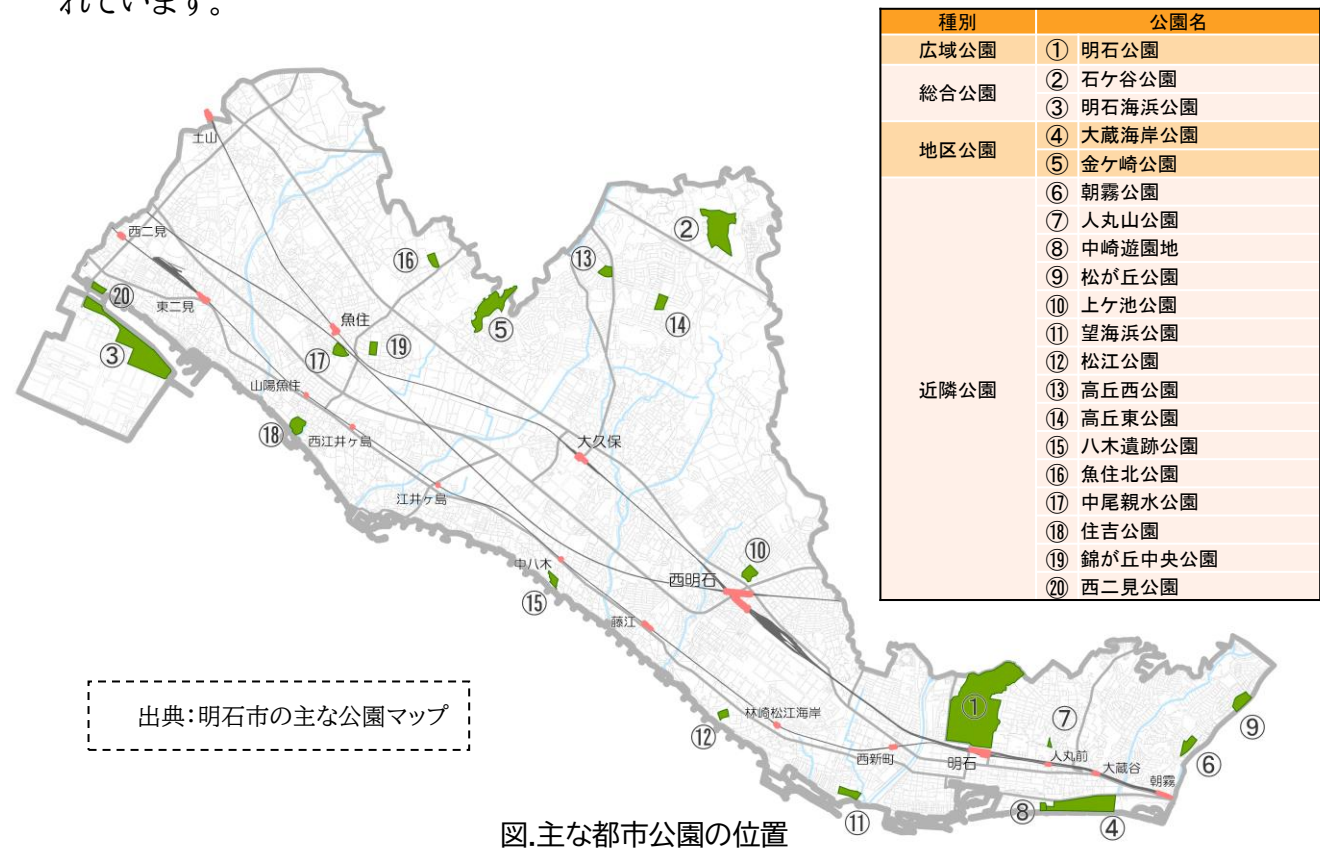 れています。
種別 公園名
広域公園 ① 明石公園
総合公園 ② 石ケ谷公園
③ 明石海浜公園
地区公園 ④ 大蔵海岸公園
⑤ 金ケ崎公園
近隣公園 ⑥ 朝霧公園
⑦ 人丸山公園
⑧ 中崎遊園地
⑨ 松が丘公園
⑩ 上ケ池公園
⑪ 望海浜公園
⑫ 松江公園
⑬ 高丘西公園
⑭ 高丘東公園
⑮ 八木遺跡公園
⑯ 魚住北公園
⑰ 中尾親水公園
⑱ 住吉公園
⑲ 錦が丘中央公園
⑳ 西二見公園
土山
西二見
②
⑯
⑬
⑳
東二見
魚住
⑤
⑭
③
⑰
⑲
山陽魚住
⑱
西江井ヶ島
大久保
江井ヶ島
中八木
⑩
西明石
⑮
藤江
①
⑦
⑨
林崎松江海岸
⑫
西新町
明石
人丸前
大蔵谷
⑥
朝霧
⑪
⑧
④
出典:明石市の主な公園マップ
図.主な都市公園の位置